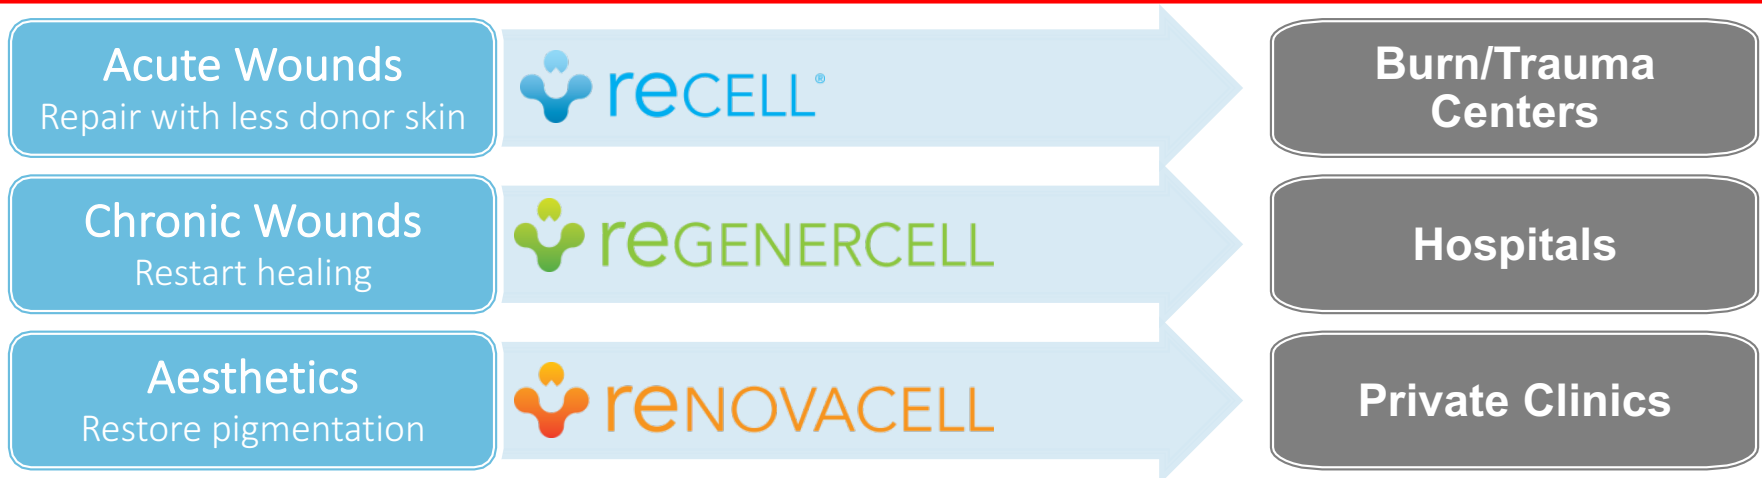 Acute Wounds
Repair with less donor skin
reCELL®
Burn/Trauma
Centers
Chronic Wounds
Restart healing
reGENERCELL
Hospitals
Aesthetics
Restore pigmentation
reNOVACELL
Private Clinics